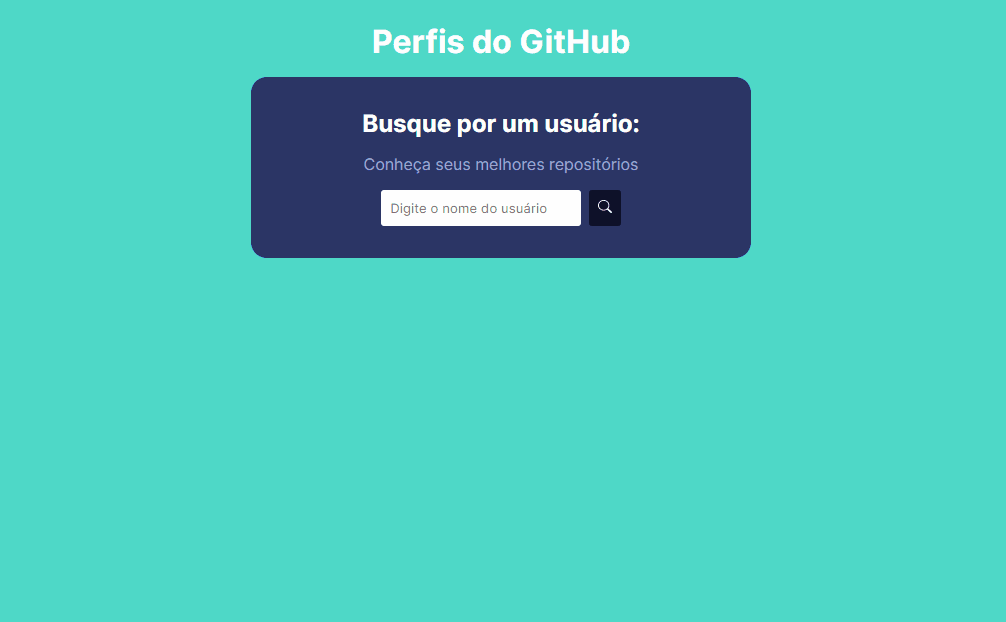 Perfis do GitHub
Busque por um usuário:
Conheça seus melhores repositórios
Digite o nome do usuário